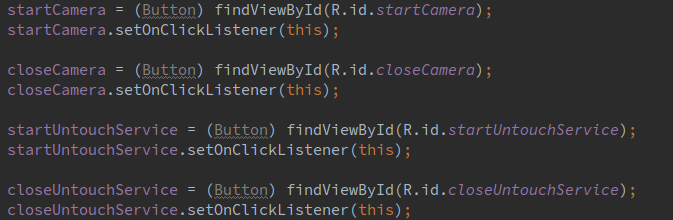 startCamera = (Button) findViewById(R.id.startCamera);
startCamera.setOnClickListener(this);
closeCamera = (Button) findViewById(R.id.closeCamera);
closeCamera.setOnClickListener(this);
startUntouchService = (Button) findViewById(R.id.startUntouchService);
startUntouchService.setOnClickListener(this);
closeUntouchService = (Button) findViewById(R.id.closeUntouchService);
closeUntouchService.setOnClickListener(this);